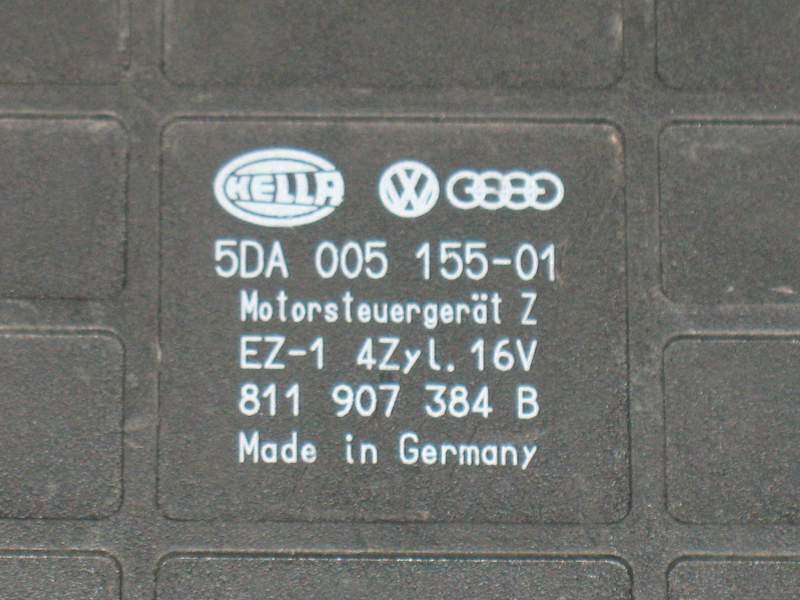 HELLA
5DA 005 155-01
Motorsteuergerät Z
EZ-1 4Zyl. 16V
811 907 384 B
Made in Germany